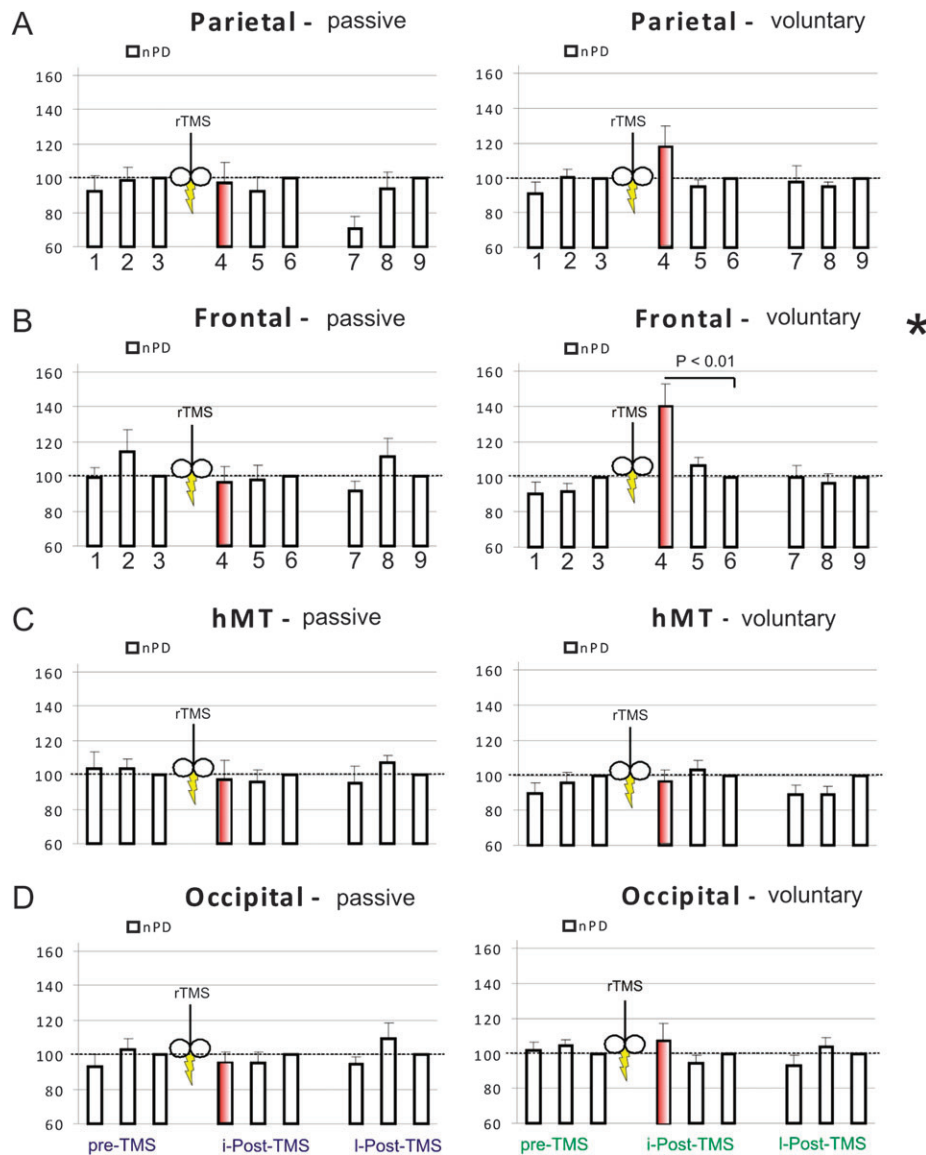 A Parietal - passive
nPD
160
140
rTMS
120
100
80
60
1 2 3 4 5 6 7 8 9
Parietal - voluntary
nPD
160
140
rTMS
120
100
80
60
1 2 3 4 5 6 7 8 9
B Frontal - passive
nPD
160
140
rTMS
120
100
80
60
1 2 3 4 5 6 7 8 9
Frontal - voluntary *
nPD
P < 0.01
160
140
rTMS
120
100
80
60
1 2 3 4 5 6 7 8 9
C hMT - passive
nPD
160
140
rTMS
120
100
80
60
hMT - voluntary
nPD
160
140
rTMS
120
100
80
60
D Occipital - passive
nPD
160
140
rTMS
120
100
80
60
pre-TMS i-Post-TMS l-Post-TMS
Occipital - voluntary
nPD
160
140
rTMS
120
100
80
60
pre-TMS i-Post-TMS l-Post-TMS